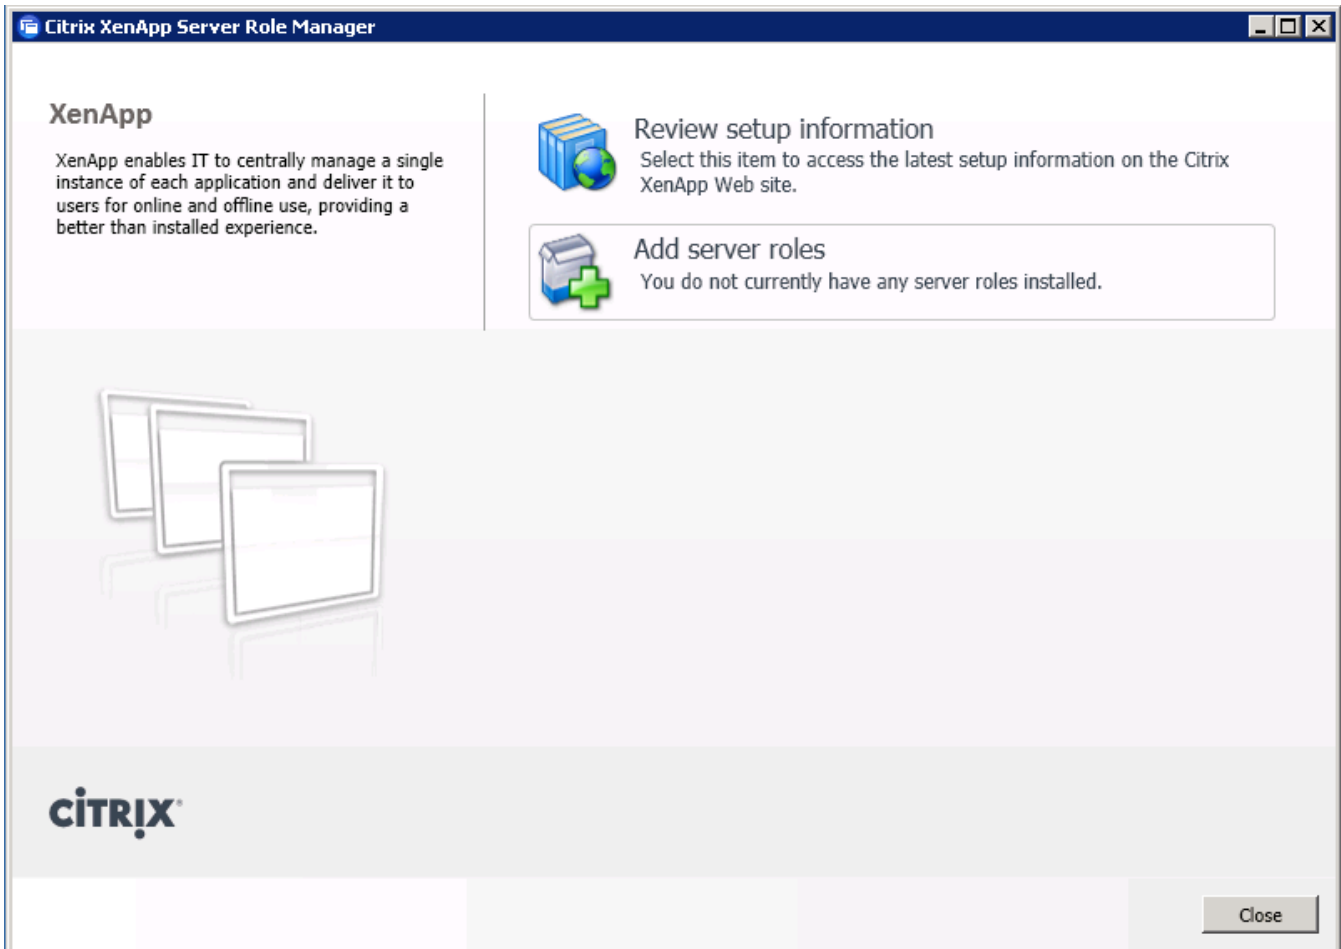 Citrix XenApp Server Role Manager
XenApp
XenApp enables IT to centrally manage a single
instance of each application and deliver it to
users for online and offline use, providing a
better than installed experience.
Review setup information
Select this item to access the latest setup information on the Citrix
XenApp Web site.
Add server roles
You do not currently have any server roles installed.
CİTRỊX®
Close